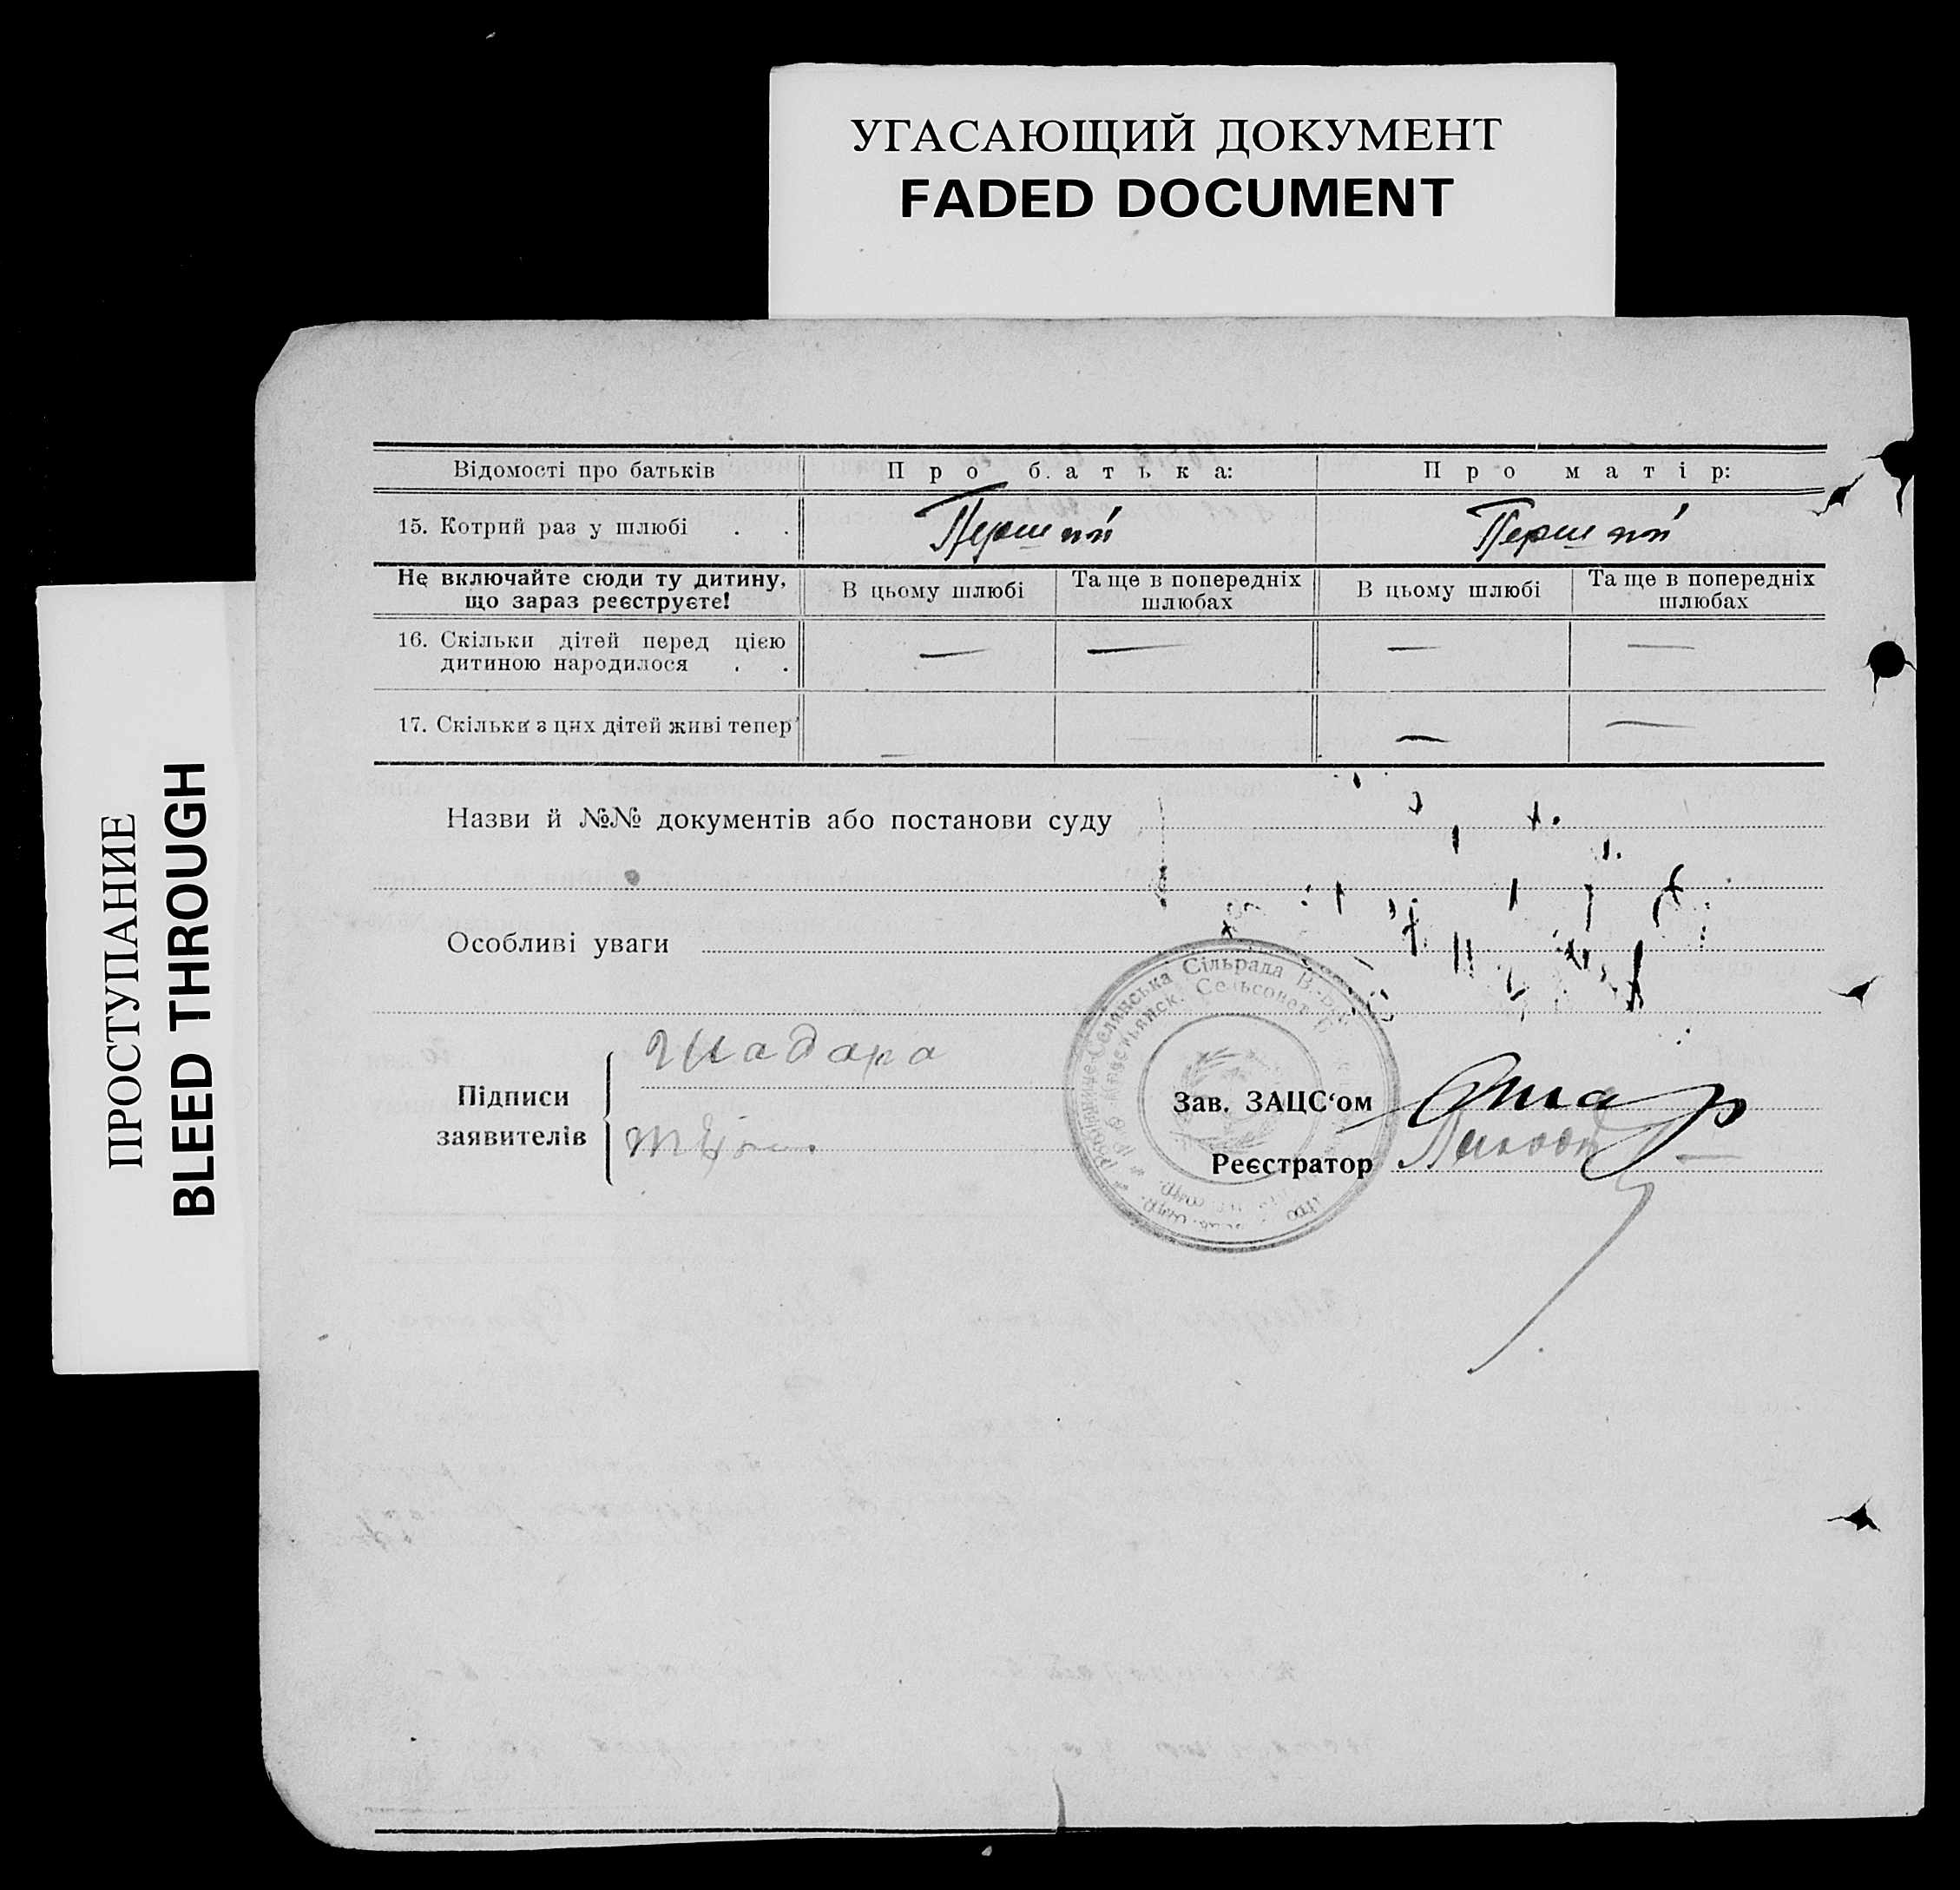 УГАСАЮЩИЙ ДОКУМЕНТ
FADED DOCUMENT
ПРОСТУПАНИЕ
BLEED THROUGH
Відомості про батьків Про батька: Про матір:
15. Котрий раз у шлюбі . . Перший Перший
Не включайте сюди ту дитину, що зараз реєструєте! В цьому шлюбі Та ще в попередніх шлюбах В цьому шлюбі Та ще в попередніх шлюбах
16. Скільки дітей перед цією
дитиною народилося . . — — — —
17. Скільки з цих дітей живі тепер — — —
Назви й №№ документів або постанови суду
Особливі уваги
Сільрада
Сельсовет
Підписи
заявителів
Зав. ЗАЦС‘ом
Реєстратор